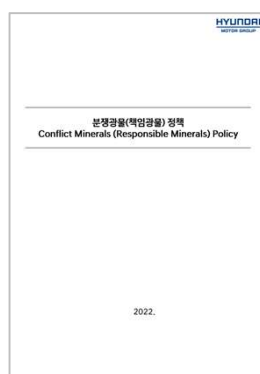 HYUNDAI
MOTOR GROUP
분쟁광물(책임광물) 정책
Conflict Minerals (Responsible Minerals) Policy
2022.